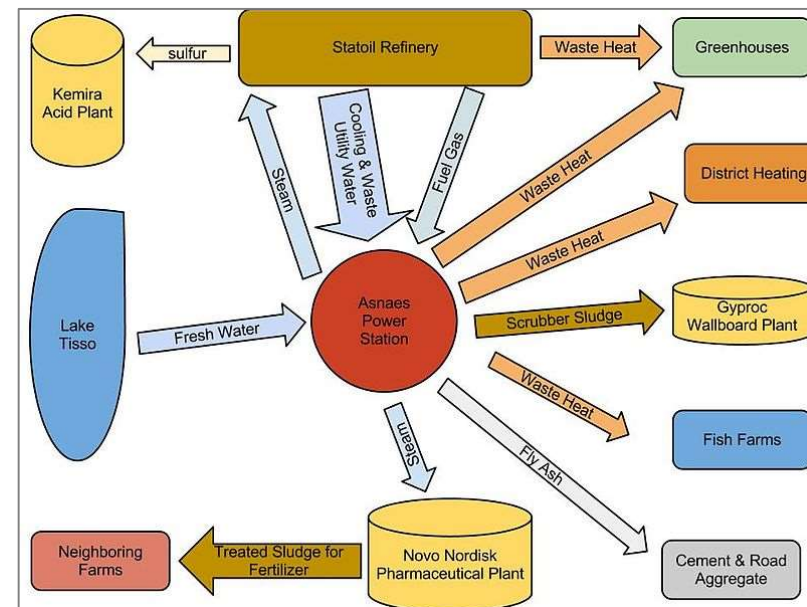 sulfur
Statoil Refinery
Waste Heat
Greenhouses
Kemira
Acid Plant
Steam
Cooling & Waste
Utility Water
Fuel Gas
Waste Heat
District Heating
Waste Heat
Lake
Tisso
Fresh Water
Asnaes
Power
Station
Scrubber Sludge
Gyproc
Wallboard Plant
Waste Heat
Fish Farms
Steam
Fly Ash
Neighboring
Farms
Treated Sludge for
Fertilizer
Novo Nordisk
Pharmaceutical Plant
Cement & Road
Aggregate